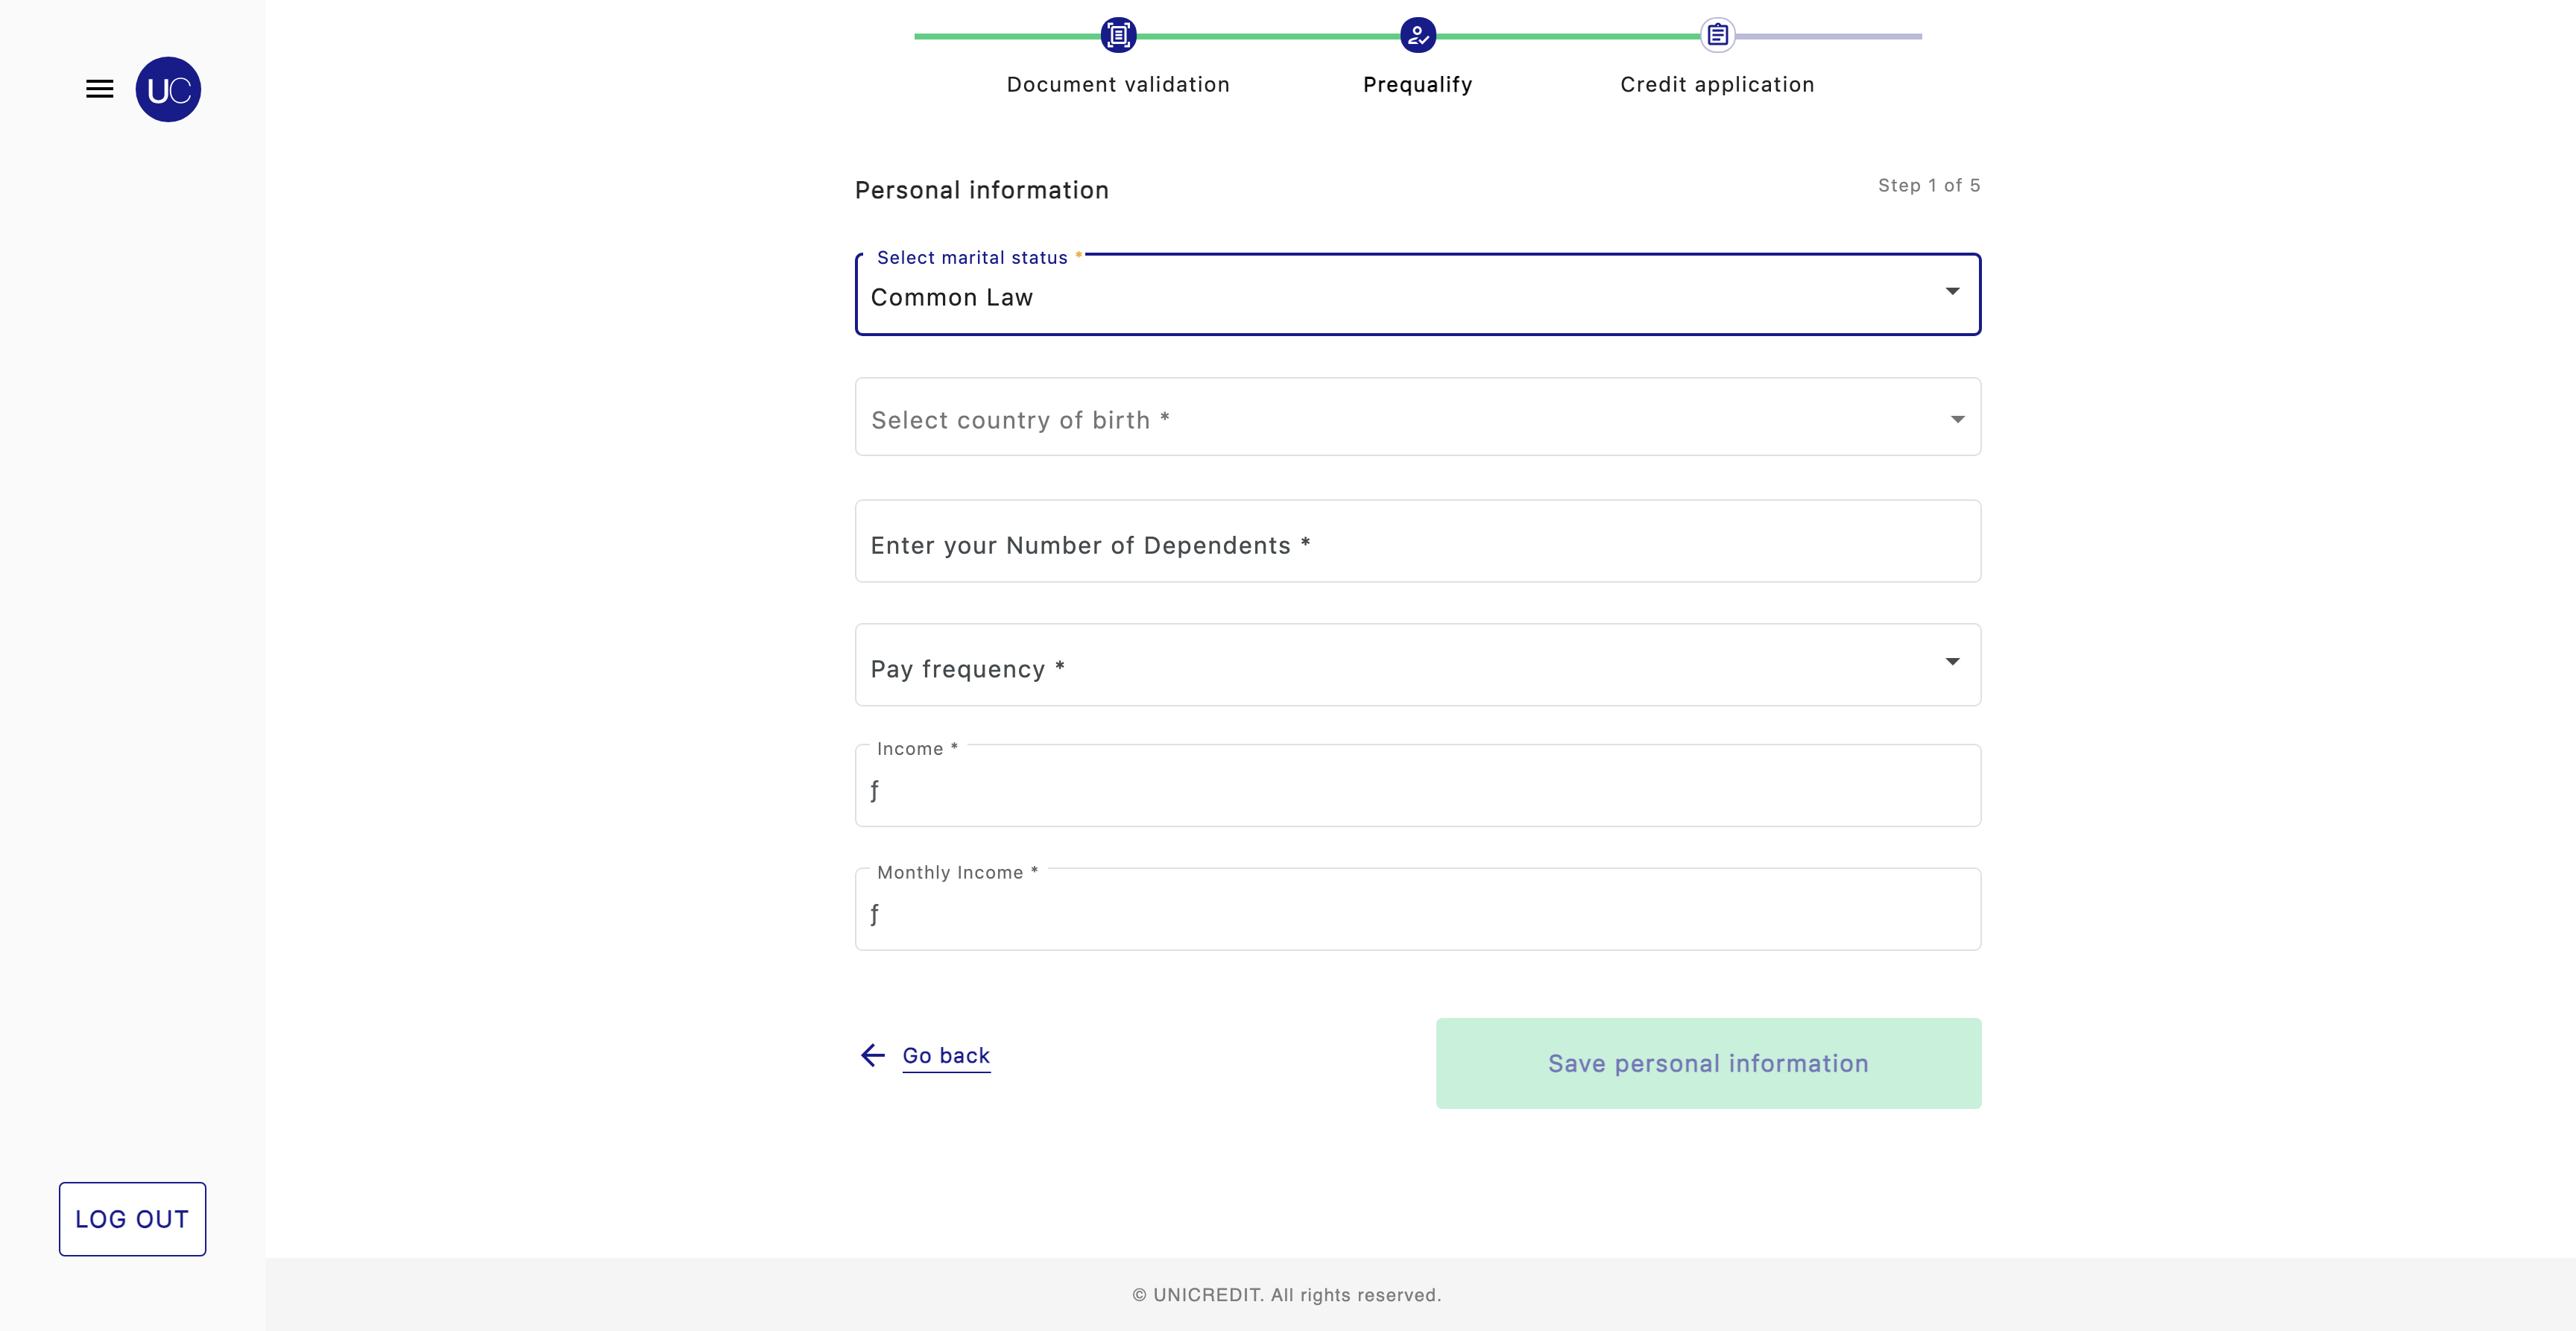 UC
Document validation
Prequalify
Credit application
Personal information
Step 1 of 5
Select marital status *
Common Law
Select country of birth *
Enter your Number of Dependents *
Pay frequency *
Income *
ƒ
Monthly Income *
ƒ
Go back
Save personal information
LOG OUT
© UNICREDIT. All rights reserved.